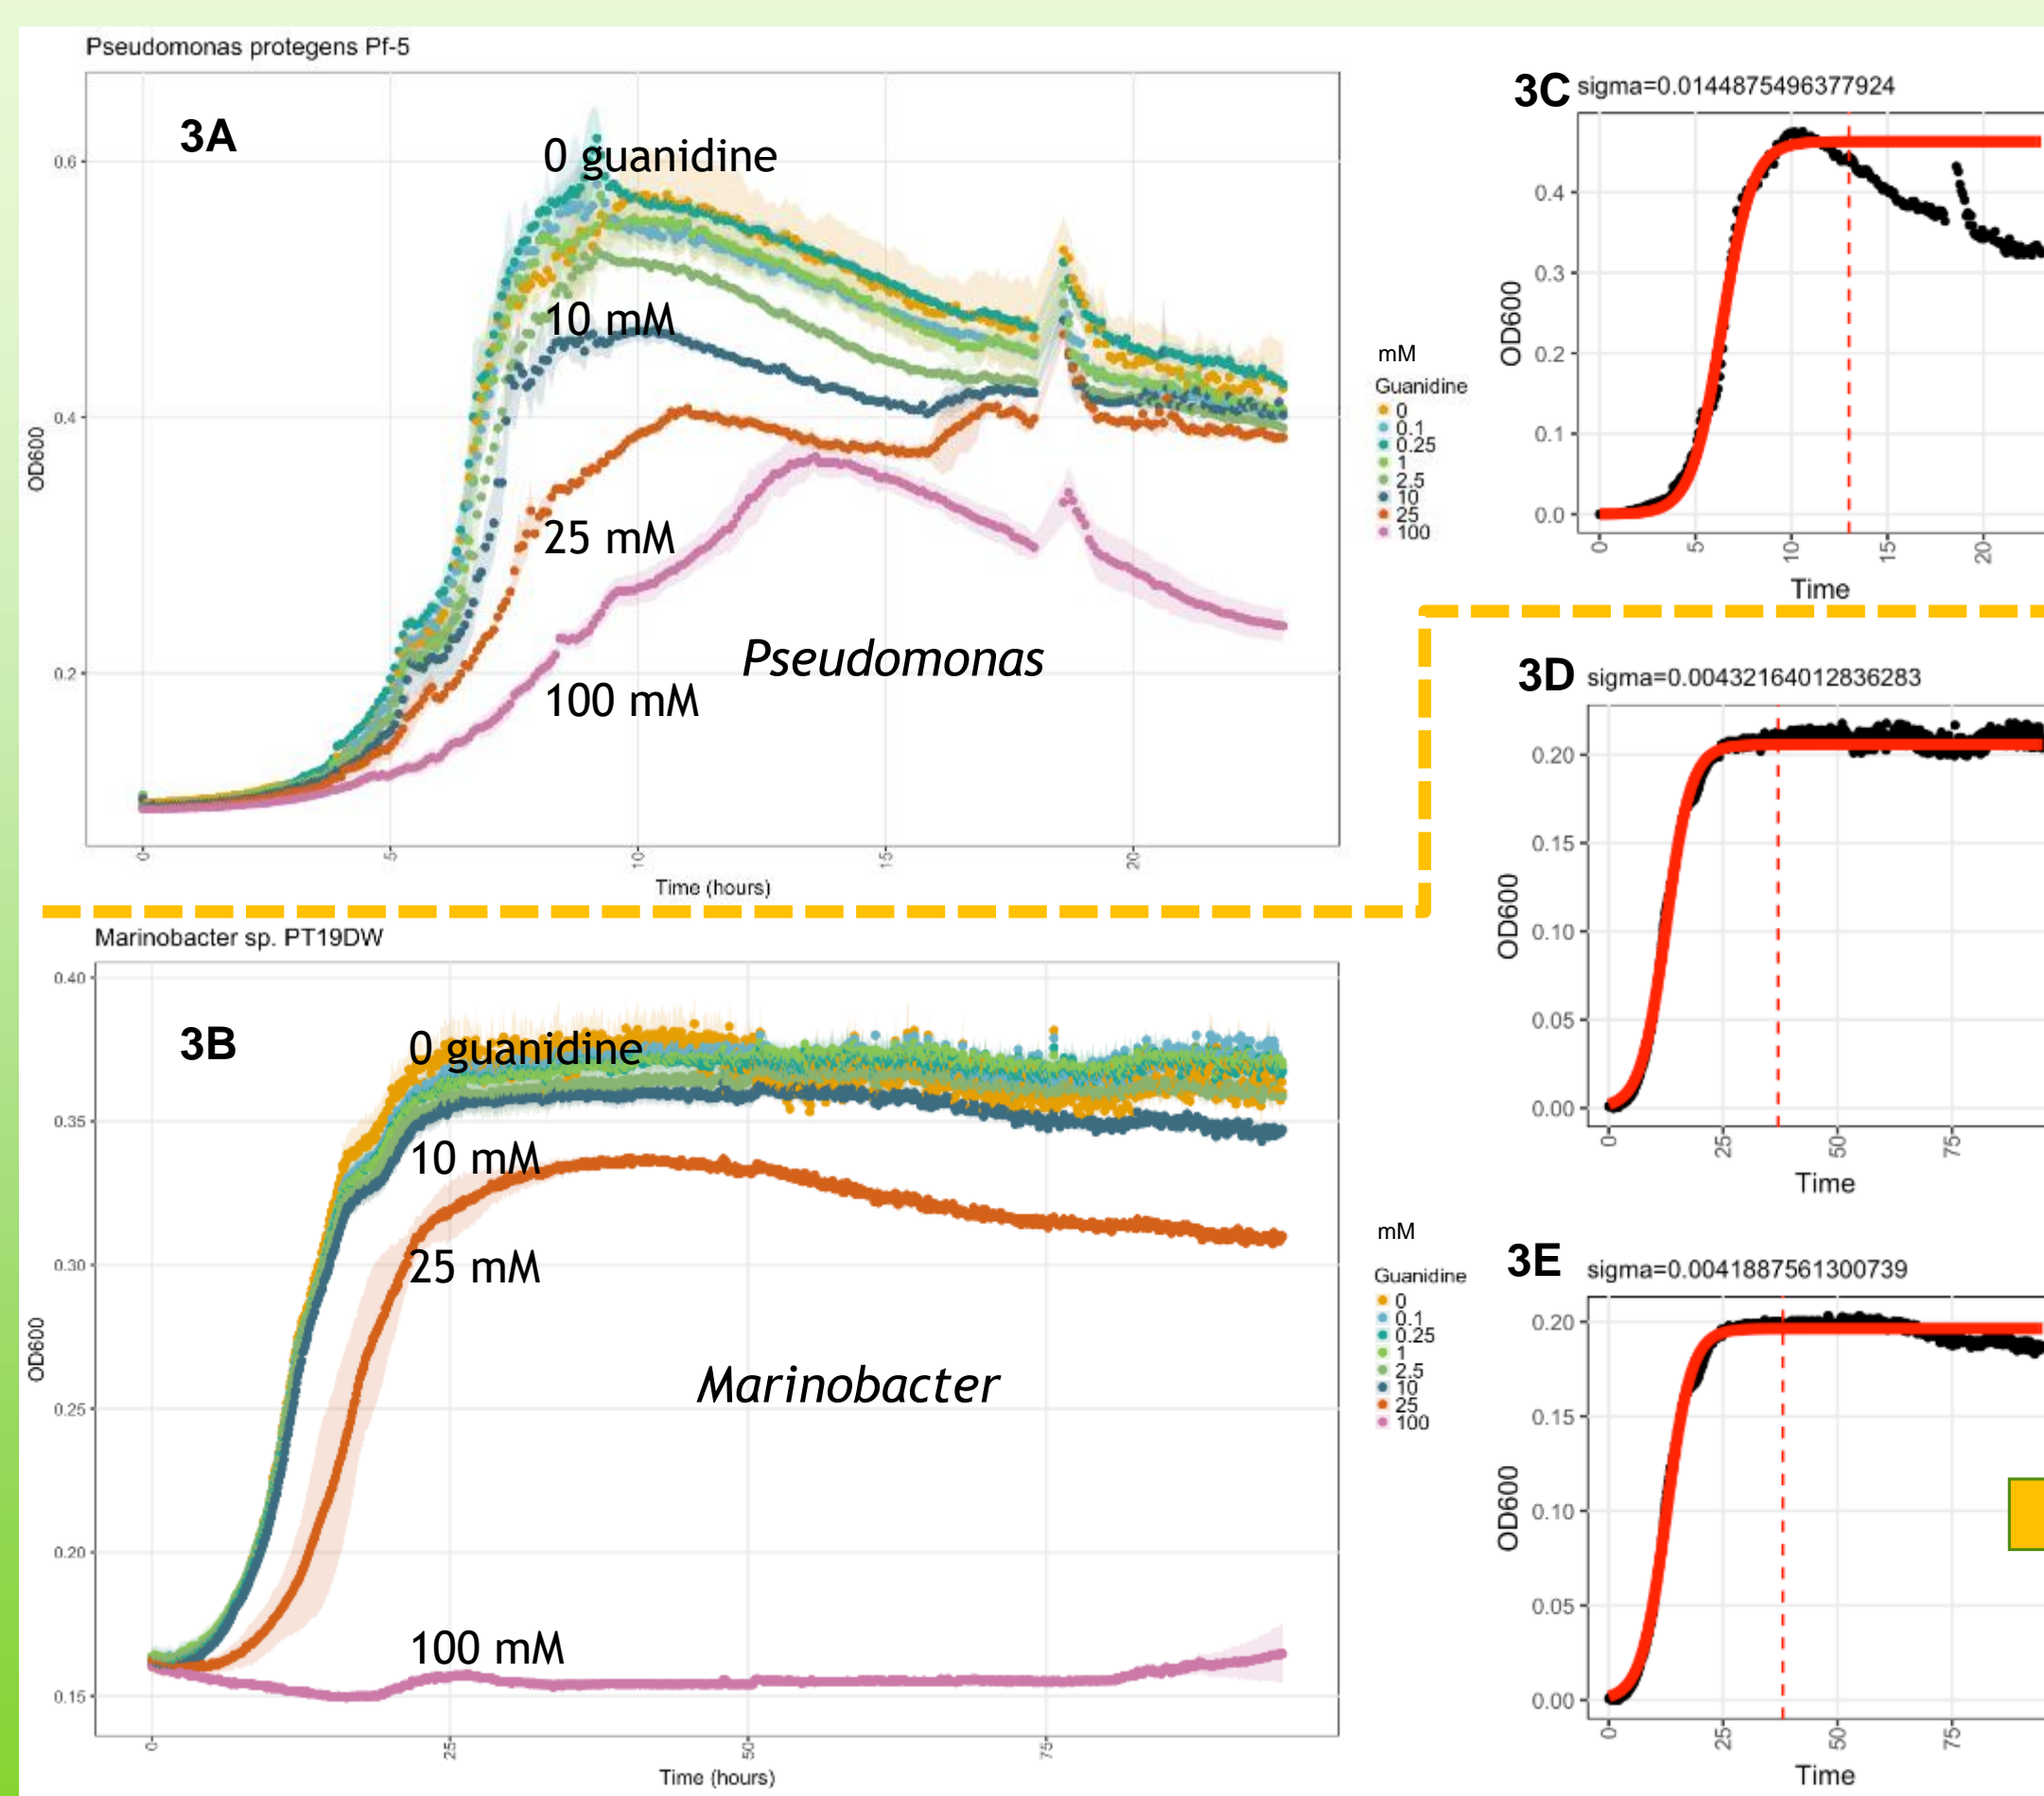 Pseudomonas protegens Pf-5
3A
0 guanidine
10 mM
25 mM
100 mM
Pseudomonas
OD600
0.6
0.4
0.2
0
5
10
15
20
Time (hours)
mM
Guanidine
0
0.1
0.25
1
2.5
10
25
100
Marinobacter sp. PT19DW
3B
0 guanidine
10 mM
25 mM
100 mM
Marinobacter
OD600
0.40
0.35
0.30
0.25
0.20
0.15
0
25
50
75
Time (hours)
mM
Guanidine
0
0.1
0.25
1
2.5
10
25
100
3C sigma=0.0144875496377924
OD600
0.4
0.3
0.2
0.1
0.0
0
5
10
15
20
Time
3D sigma=0.00432164012836283
OD600
0.20
0.15
0.10
0.05
0.00
0
25
50
75
Time
3E sigma=0.0041887561300739
OD600
0.20
0.15
0.10
0.05
0.00
0
25
50
75
Time